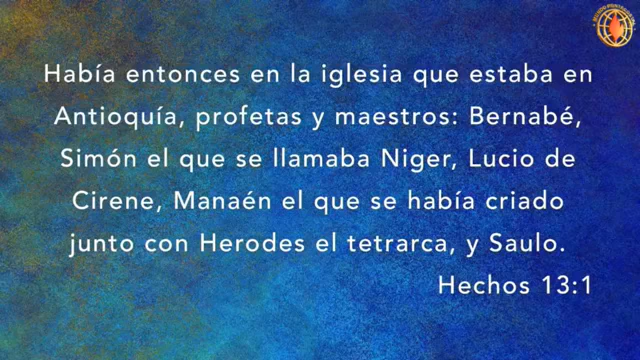 Había entonces en la iglesia que estaba en
Antioquía, profetas y maestros: Bernabé,
Simón el que se llamaba Niger, Lucio de
Cirene, Manaén el que se había criado
junto con Herodes el tetrarca, y Saulo.
Hechos 13:1